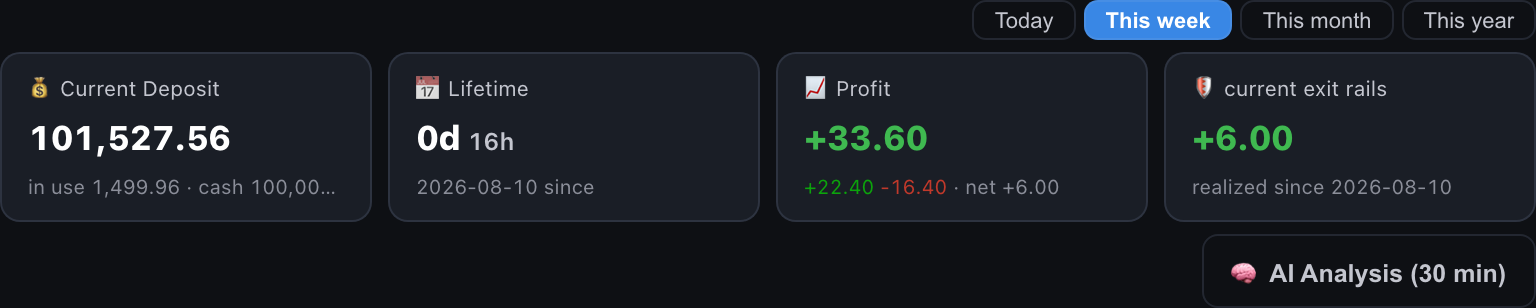 Today
This week
This month
This year
Current Deposit
101,527.56
in use 1,499.96 · cash 100,00...
17
Lifetime
0d 16h
2026-08-10 since
Profit
+33.60
+22.40 -16.40 · net +6.00
current exit rails
+6.00
realized since 2026-08-10
AI Analysis (30 min)